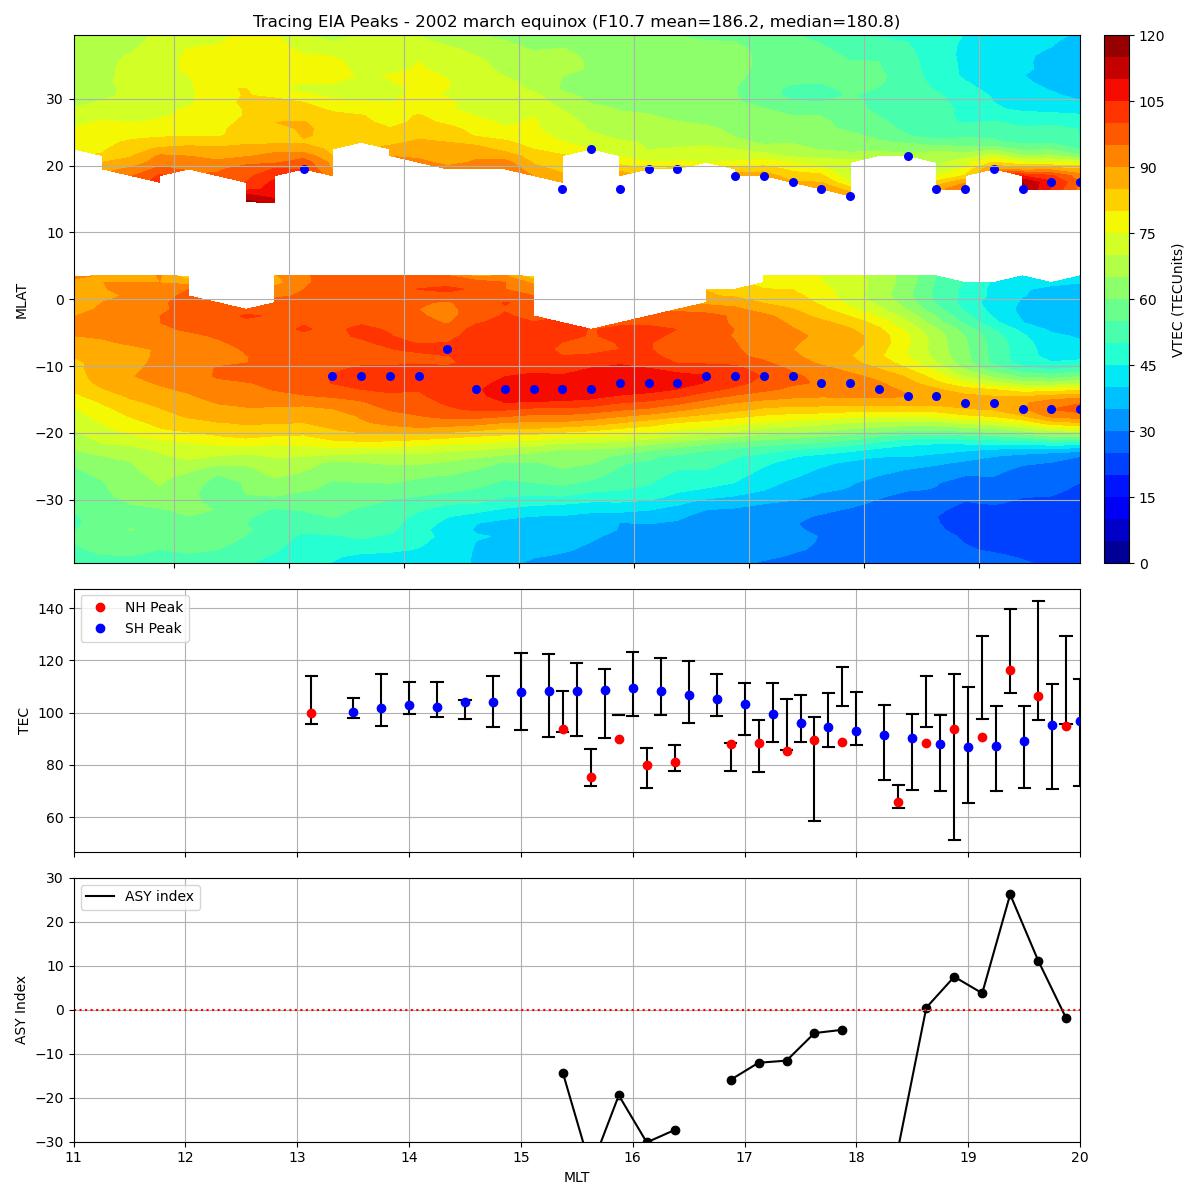 Tracing EIA Peaks - 2002 march equinox (F10.7 mean=186.2, median=180.8)
30
20
10
0
−10
−20
−30
MLAT
120
105
90
75
60
45
30
15
0
VTEC (TECUnits)
140
120
100
80
60
TEC
NH Peak
SH Peak
30
20
10
0
−10
−20
−30
ASY Index
ASY index
11 12 13 14 15 16 17 18 19 20
MLT